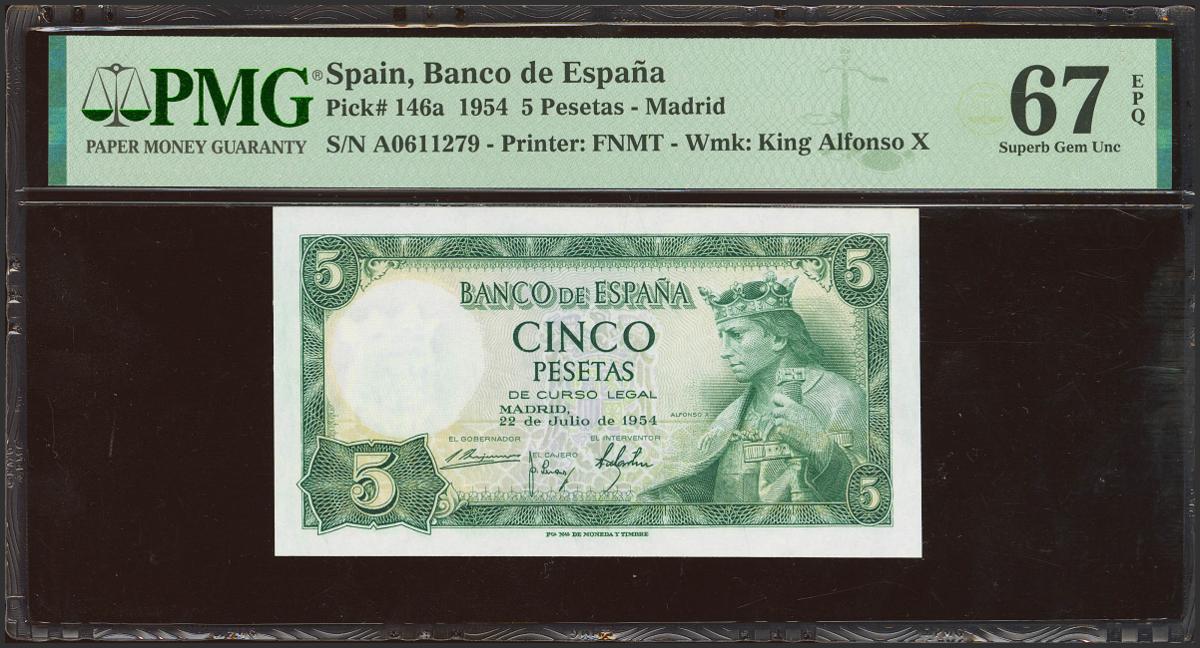 PMG®
PAPER MONEY GUARANTY
Spain, Banco de España
Pick# 146a 1954 5 Pesetas - Madrid
S/N A0611279 - Printer: FNMT - Wmk: King Alfonso X
67
EPQ
Superb Gem Unc
5
5
BANCO DE ESPAÑA
CINCO
PESETAS
DE CURSO LEGAL
MADRID,
22 de Julio de 1954
ALFONSO X
EL GOBERNADOR
EL INTERVENTOR
EL CAJERO
5
5
Fca Nal DE MONEDA Y TIMBRE